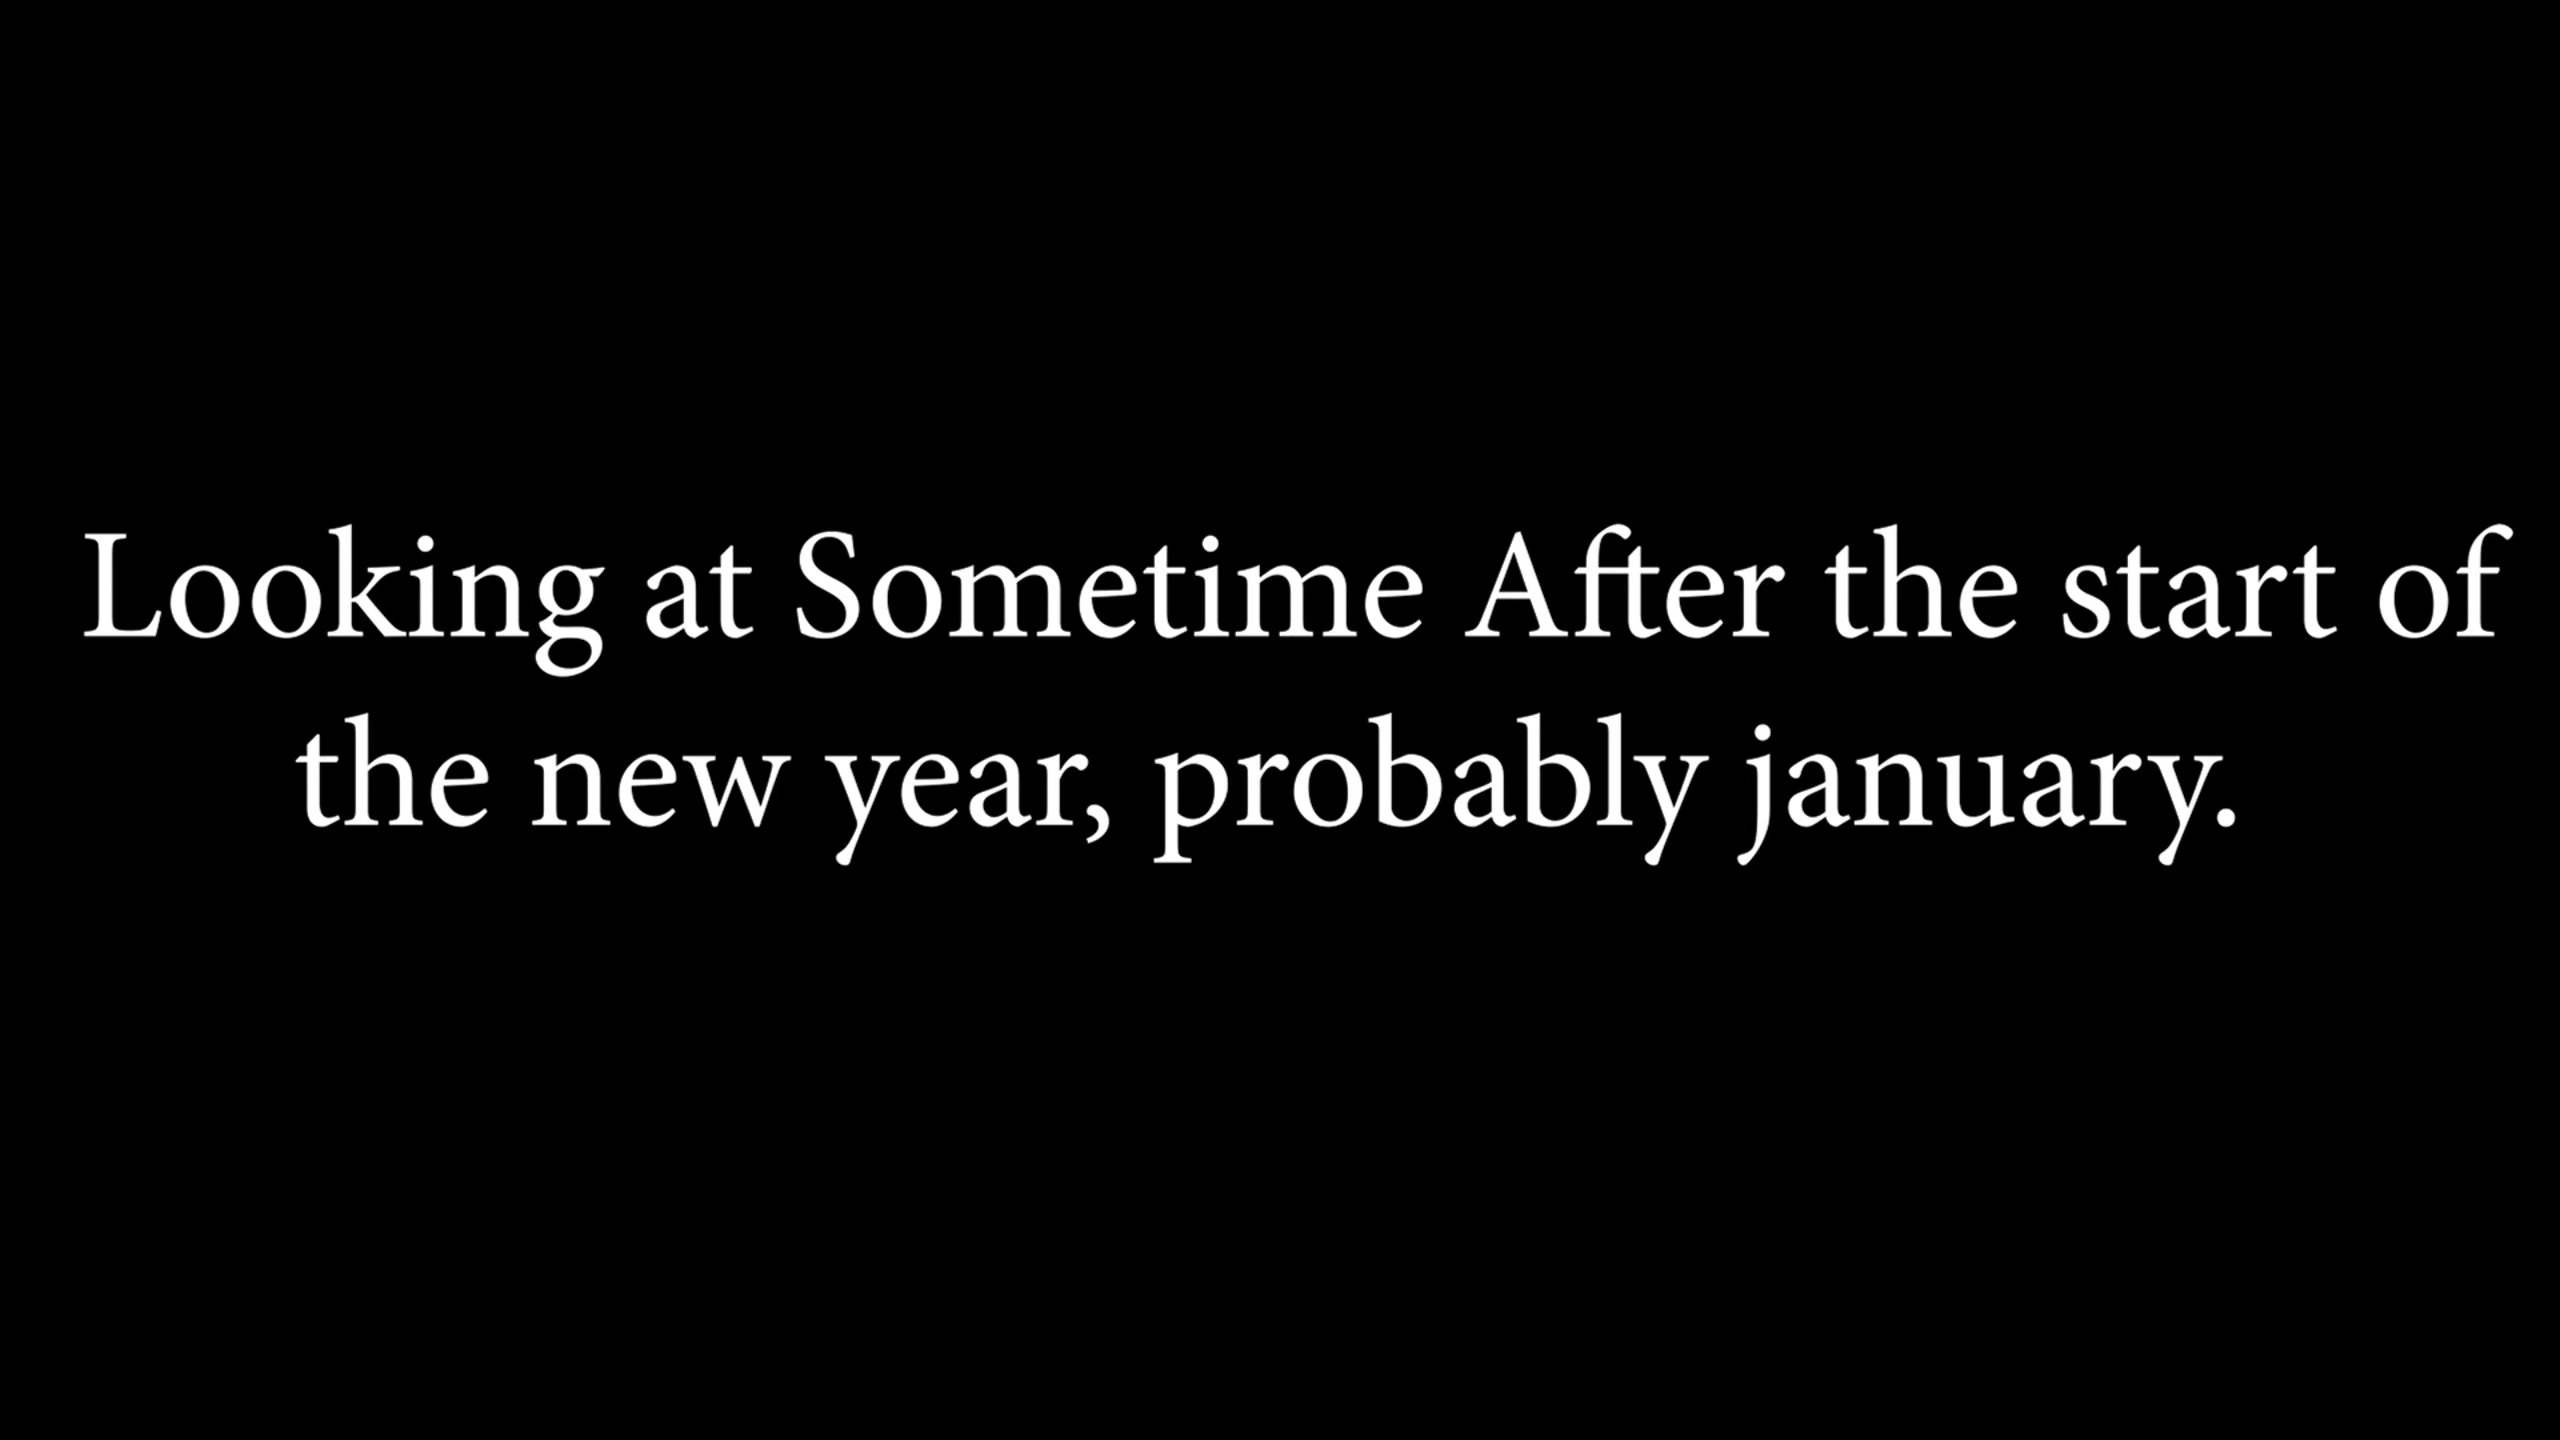 Looking at Sometime After the start of
the new year, probably january.